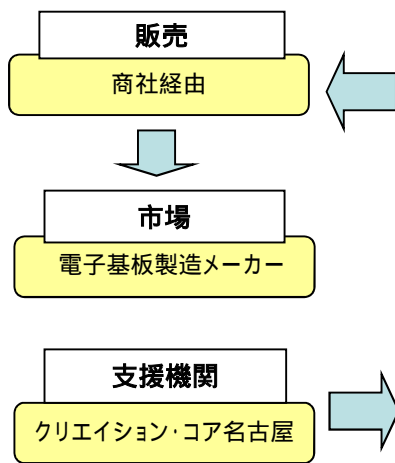 販売
商社経由
市場
電子基板製造メーカー
支援機関
クリエイション・コア名古屋